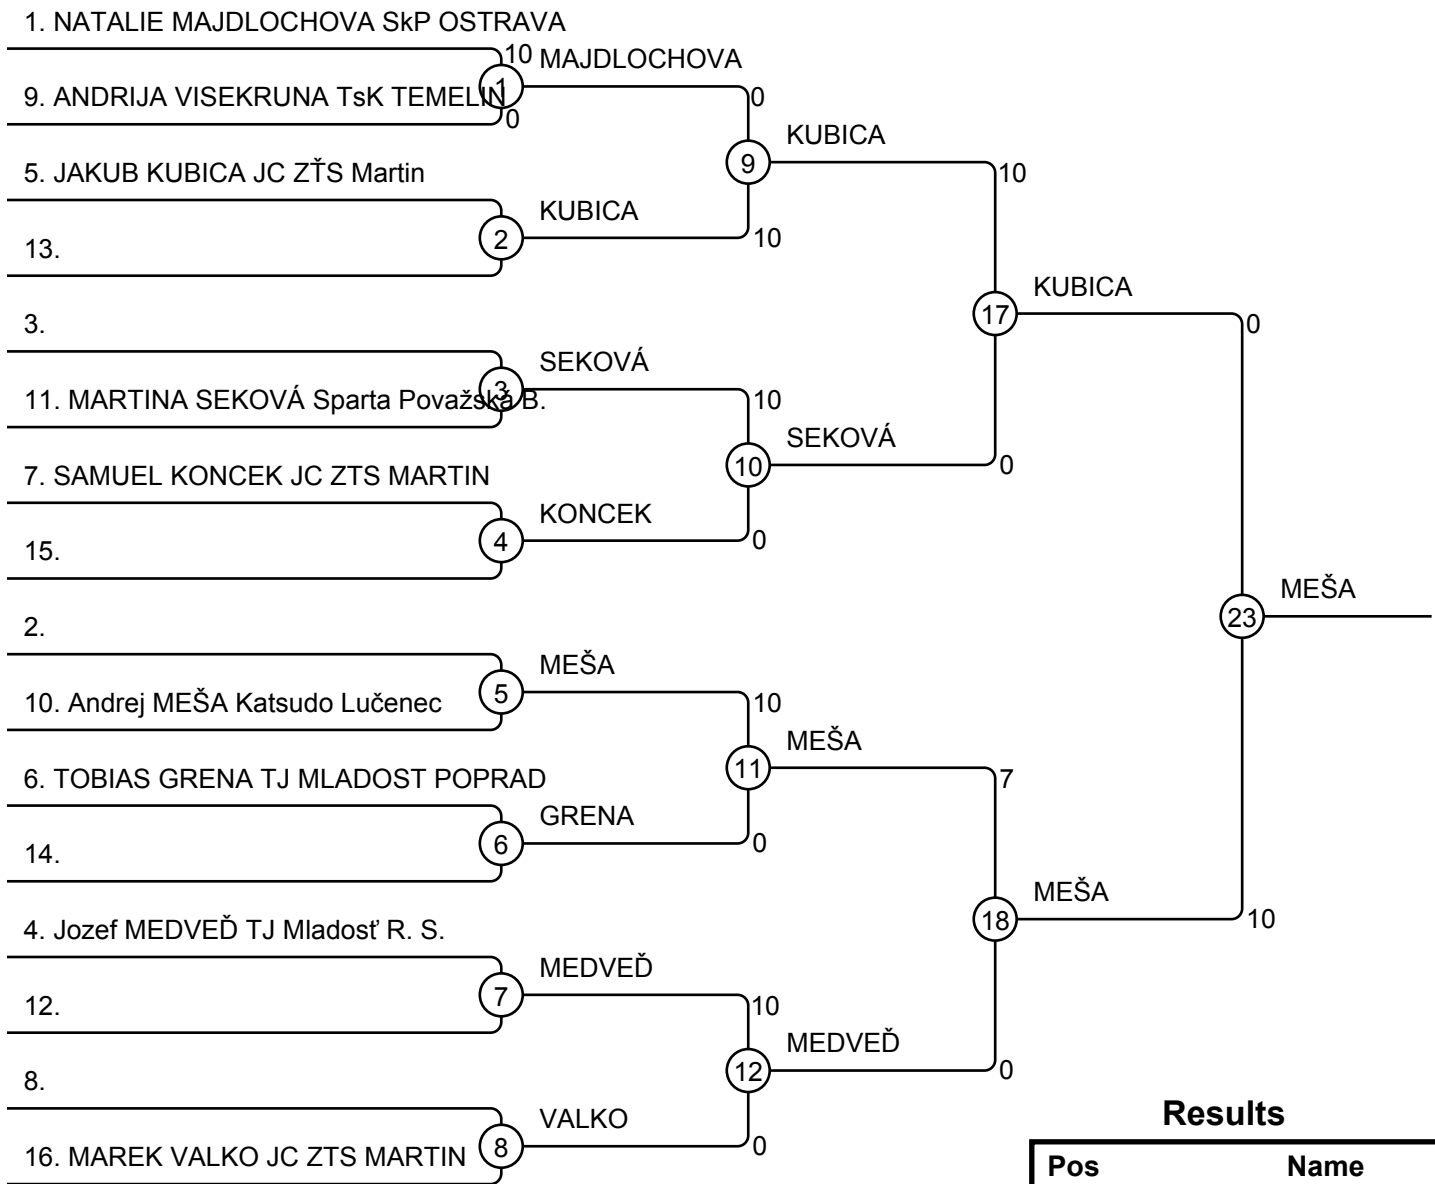 1. NATALIE MAJDLOCHOVA SkP OSTRAVA
10
MAJDLOCHOVA
1
9. ANDRIJA VISEKRUNA TsK TEMELIN
0
0
KUBICA
9
10
5. JAKUB KUBICA JC ZŤS Martin
KUBICA
2
10
13.
KUBICA
17
0
3.
SEKOVÁ
3
10
11. MARTINA SEKOVÁ Sparta Považská B.
SEKOVÁ
10
0
7. SAMUEL KONCEK JC ZTS MARTIN
KONCEK
4
0
15.
MEŠA
23
2.
MEŠA
5
10
10. Andrej MEŠA Katsudo Lučenec
MEŠA
11
7
6. TOBIAS GRENA TJ MLADOST POPRAD
GRENA
6
0
14.
MEŠA
18
10
4. Jozef MEDVEĎ TJ Mladosť R. S.
MEDVEĎ
7
10
12.
MEDVEĎ
12
0
8.
VALKO
8
0
16. MAREK VALKO JC ZTS MARTIN
Results
Pos Name